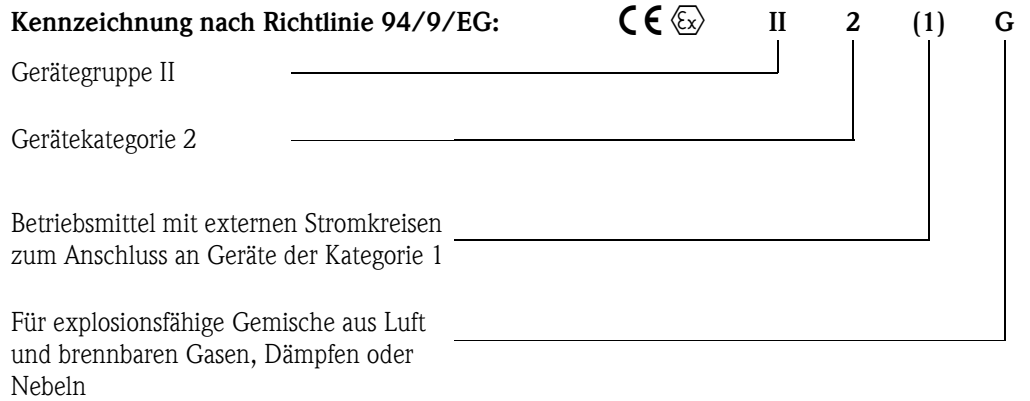 Kennzeichnung nach Richtlinie 94/9/EG: CE Ex II 2 (1) G
Gerätegruppe II
Gerätekategorie 2
Betriebsmittel mit externen Stromkreisen
zum Anschluss an Geräte der Kategorie 1
Für explosionsfähige Gemische aus Luft
und brennbaren Gasen, Dämpfen oder
Nebeln